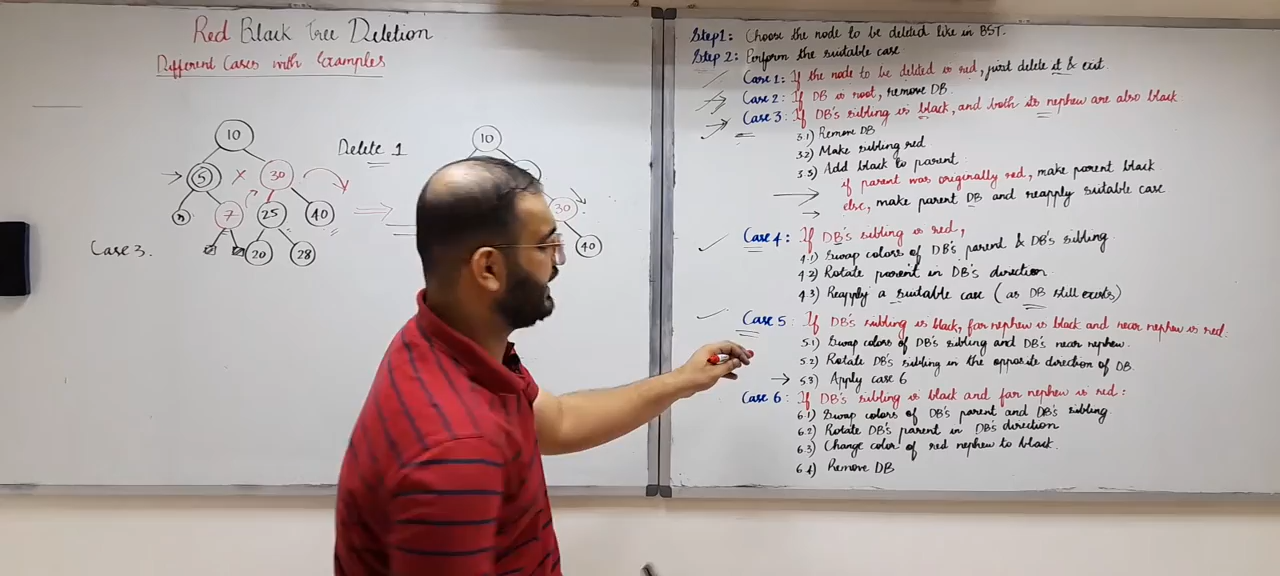 Red Black Tree Deletion
Different Cases with Examples
10
Delete 1
5 X 30
7 25 40
20 28
Case 3.
10
30
40
Step 1: Choose the node to be deleted like in BST.
Step 2: Perform the suitable case
Case 1: If the node to be deleted is red, just delete it & exit.
Case 2: If DB is root, remove DB.
Case 3: If DB's sibling is black, and both its nephew are also black
3.1) Remove DB
3.2) Make sibling red.
3.3) Add black to parent.
if parent was originally red, make parent black
else, make parent DB and reapply suitable case
Case 4: If DB's sibling is red,
4.1) Swap colors of DB's parent & DB's sibling
4.2) Rotate parent in DB's direction
4.3) Reapply a suitable case (as DB still exists)
Case 5: If DB's sibling is black, far nephew is black and near nephew is red.
5.1) Swap colors of DB's sibling and DB's near nephew.
5.2) Rotate DB's sibling in the opposite direction of DB.
5.3) Apply case 6
Case 6: If DB's sibling is black and far nephew is red:
6.1) Swap colors of DB's parent and DB's sibling
6.2) Rotate DB's parent in DB's direction
6.3) Change color of red nephew to black.
6.4) Remove DB